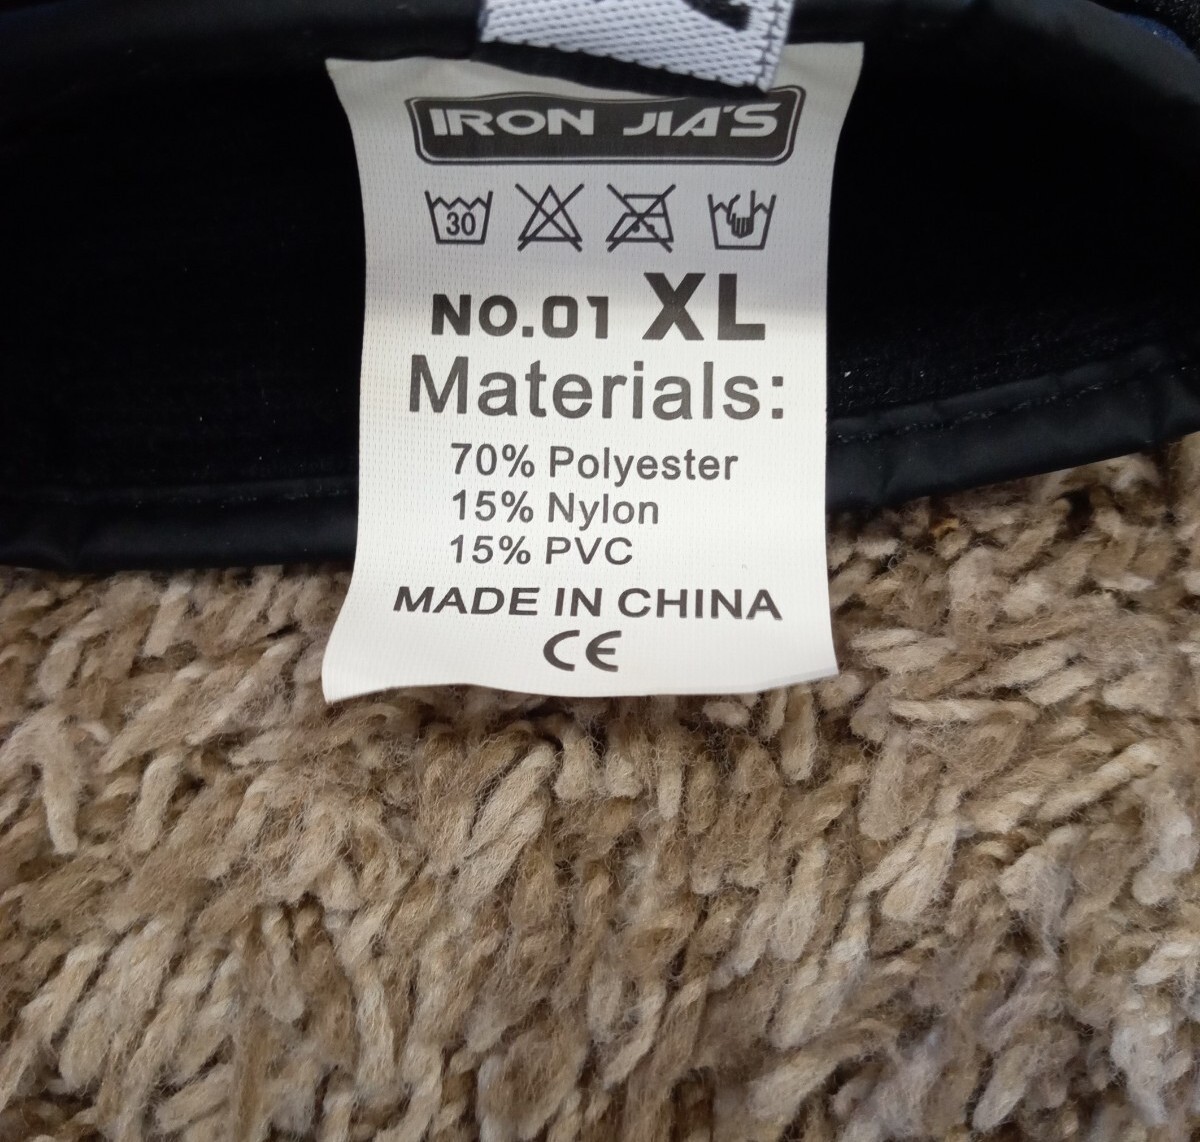 IRON JIA'S
30
NO.01 XL
Materials:
70% Polyester
15% Nylon
15% PVC
MADE IN CHINA
CE